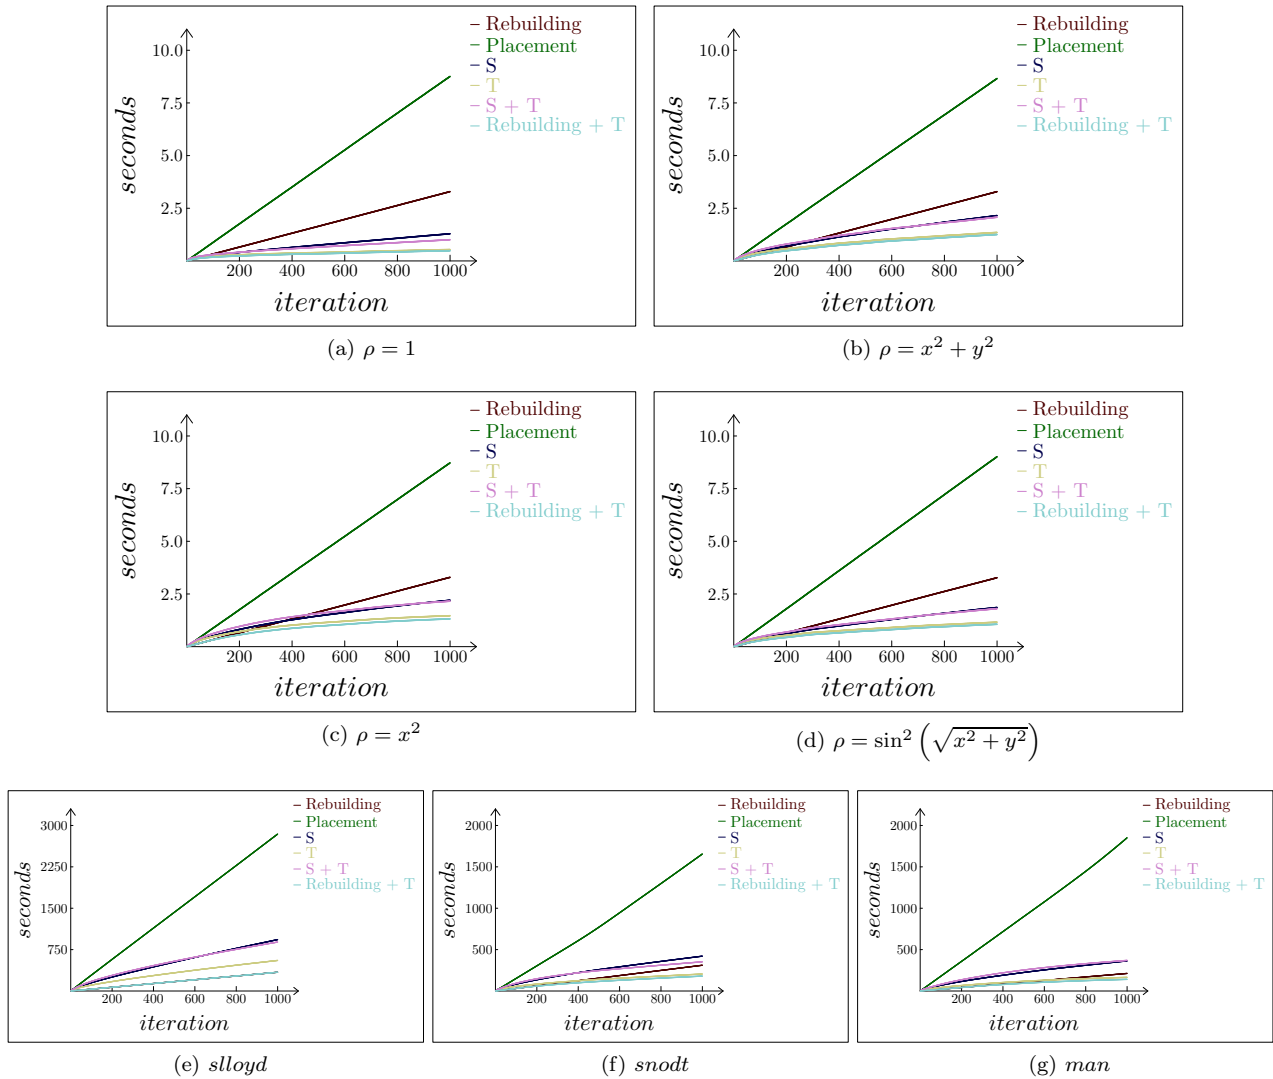 10.0
7.5
5.0
2.5
200 400 600 800 1000
seconds
iteration
Rebuilding
Placement
S
T
S + T
Rebuilding + T
(a) ρ = 1
10.0
7.5
5.0
2.5
200 400 600 800 1000
seconds
iteration
Rebuilding
Placement
S
T
S + T
Rebuilding + T
(b) ρ = x² + y²
10.0
7.5
5.0
2.5
200 400 600 800 1000
seconds
iteration
Rebuilding
Placement
S
T
S + T
Rebuilding + T
(c) ρ = x²
10.0
7.5
5.0
2.5
200 400 600 800 1000
seconds
iteration
Rebuilding
Placement
S
T
S + T
Rebuilding + T
(d) ρ = sin² (√(x² + y²))
3000
2250
1500
750
200 400 600 800 1000
seconds
iteration
Rebuilding
Placement
S
T
S + T
Rebuilding + T
(e) slloyd
2000
1500
1000
500
200 400 600 800 1000
seconds
iteration
Rebuilding
Placement
S
T
S + T
Rebuilding + T
(f) snodt
2000
1500
1000
500
200 400 600 800 1000
seconds
iteration
Rebuilding
Placement
S
T
S + T
Rebuilding + T
(g) man